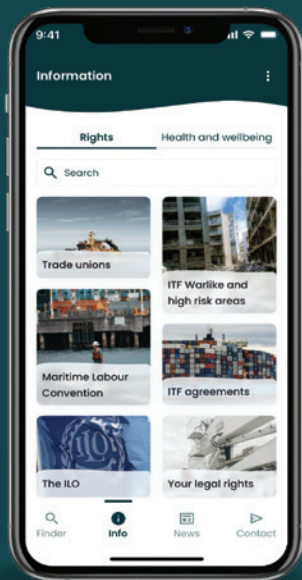 9:41
Information
Rights
Health and wellbeing
Search
Trade unions
ITF Warlike and
high risk areas
Maritime Labour
Convention
ITF agreements
The ILO
Your legal rights
Finder
Info
News
Contact